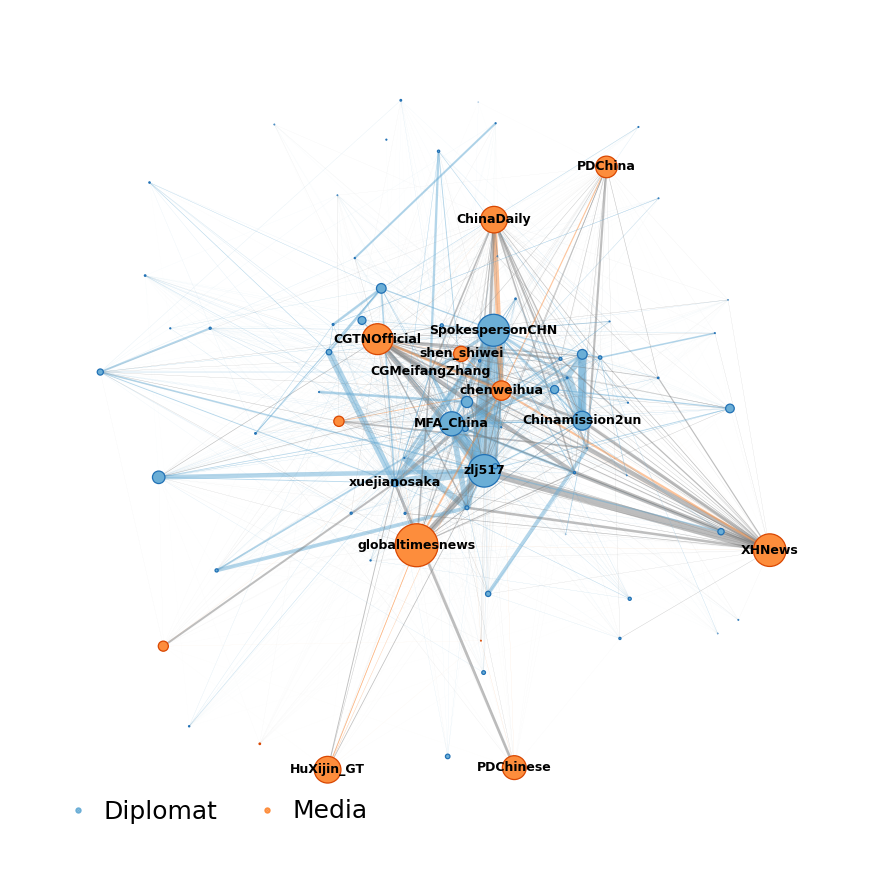 PDChina
ChinaDaily
SpokespersonCHN
CGTNOfficial
shen_shiwei
CGMeifangZhang
chenweihua
MFA_China
Chinamission2un
zlj517
xuejianosaka
globaltimesnews
XHNews
HuXijin_GT
PDChinese
Diplomat
Media